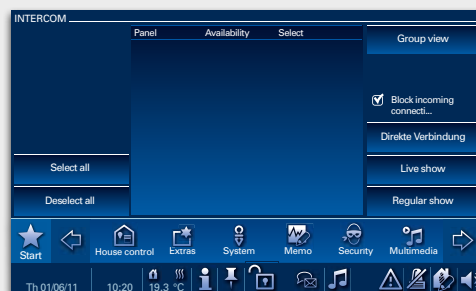 INTERCOM
Panel Availability Select
Group view
Block incoming
connecti...
Direkte Verbindung
Select all
Live show
Deselect all
Regular show
Start
House control
Extras
System
Memo
Security
Multimedia
Th 01/06/11 10:20 19.3 °C